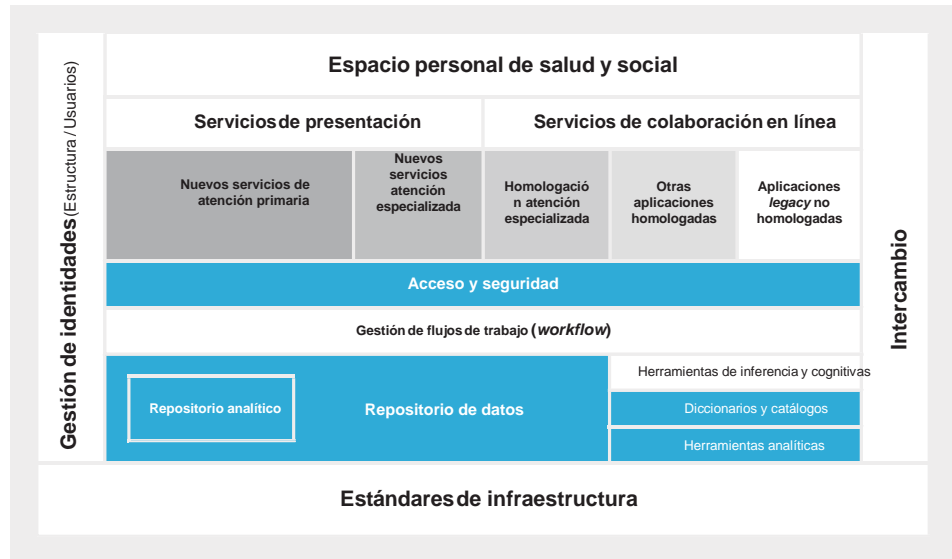 Espacio personal de salud y social
Servicios de presentación
Servicios de colaboración en línea
Nuevos servicios de
atención primaria
Nuevos
servicios
atención
especializada
Homologació
n atención
especializada
Otras
aplicaciones
homologadas
Aplicaciones
legacy no
homologadas
Acceso y seguridad
Gestión de flujos de trabajo (workflow)
Repositorio analítico
Repositorio de datos
Herramientas de inferencia y cognitivas
Diccionarios y catálogos
Herramientas analíticas
Estándares de infraestructura
Gestión de identidades (Estructura / Usuarios)
Intercambio